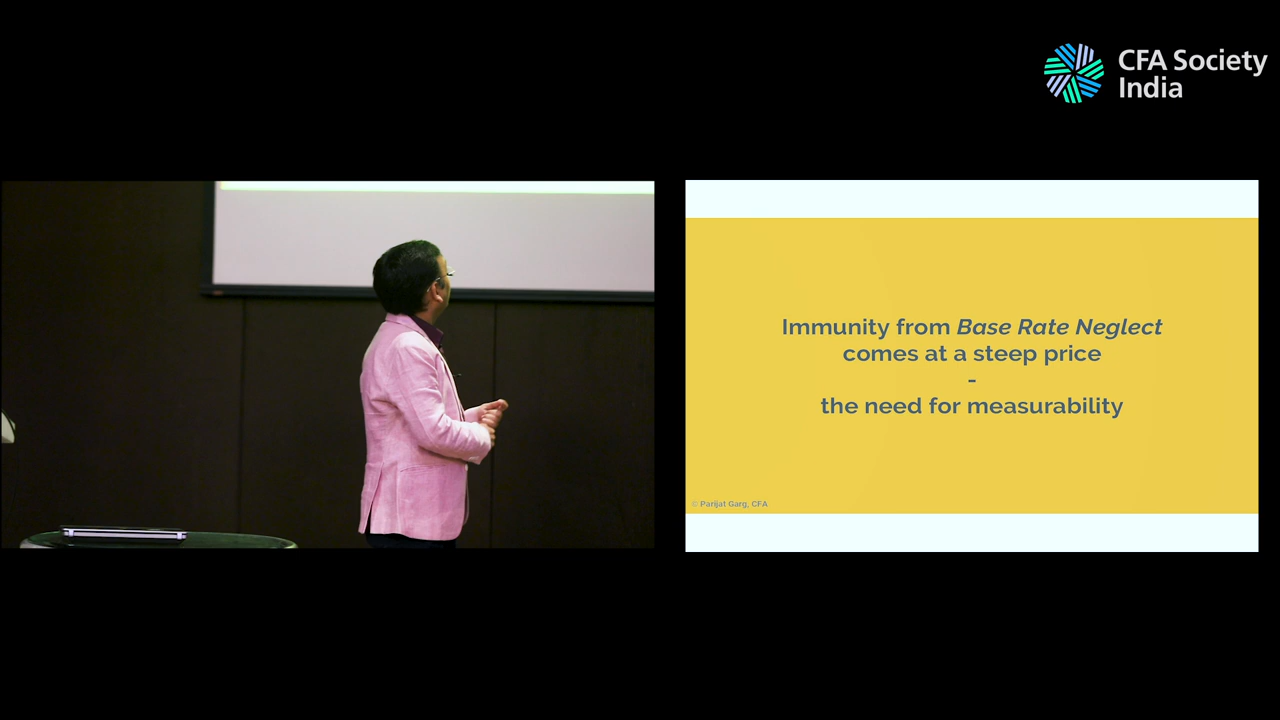 CFA Society
India
Immunity from Base Rate Neglect
comes at a steep price
-
the need for measurability
© Parijat Garg, CFA